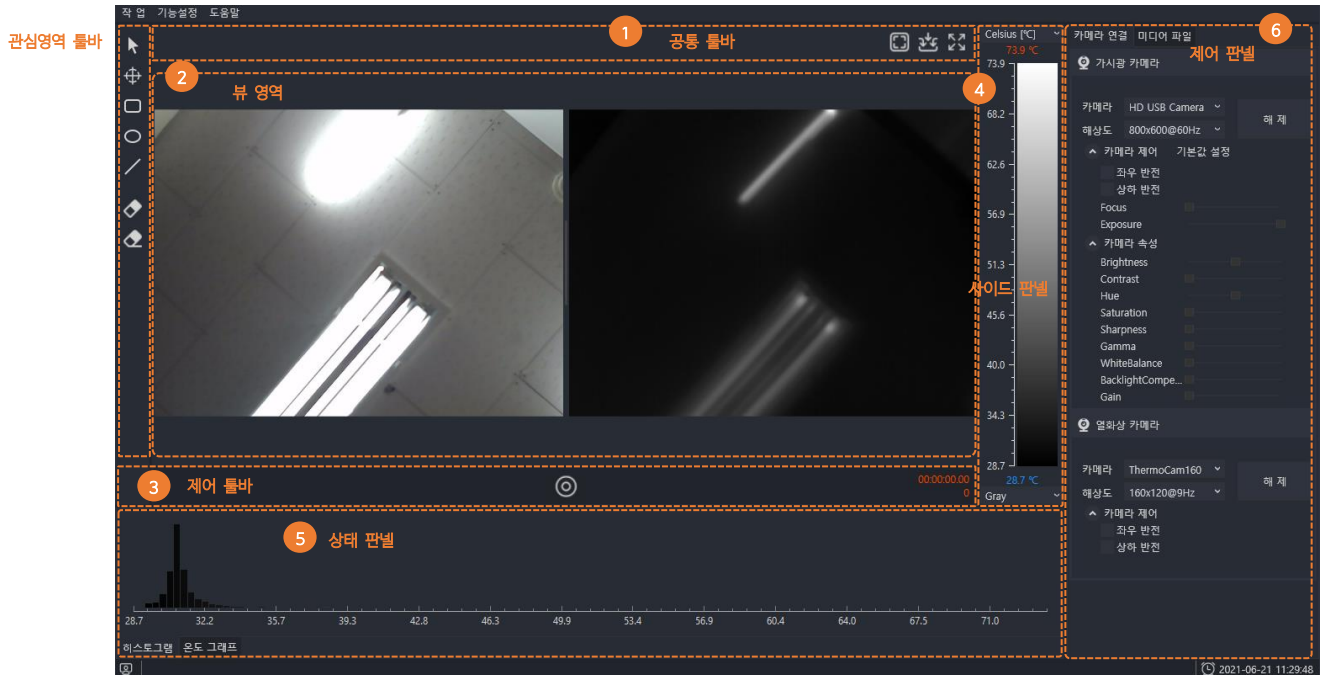 작 업 기능설정 도움말
관심영역 툴바
1 공통 툴바
2 뷰 영역
3 제어 툴바
00:00:00.00
0
4
Celsius [℃]
73.9 ℃
73.9
68.2
62.6
56.9
51.3
사이드 판넬
45.6
40.0
34.3
28.7
28.7 ℃
Gray
5 상태 판넬
28.7 32.2 35.7 39.3 42.8 46.3 49.9 53.4 56.9 60.4 64.0 67.5 71.0
히스토그램 온도 그래프
6
카메라 연결 미디어 파일
제어 판넬
가시광 카메라
카메라 HD USB Camera
해 제
해상도 800x600@60Hz
카메라 제어 기본값 설정
좌우 반전
상하 반전
Focus
Exposure
카메라 속성
Brightness
Contrast
Hue
Saturation
Sharpness
Gamma
WhiteBalance
BacklightCompe...
Gain
열화상 카메라
카메라 ThermoCam160
해 제
해상도 160x120@9Hz
카메라 제어
좌우 반전
상하 반전
2021-06-21 11:29:48